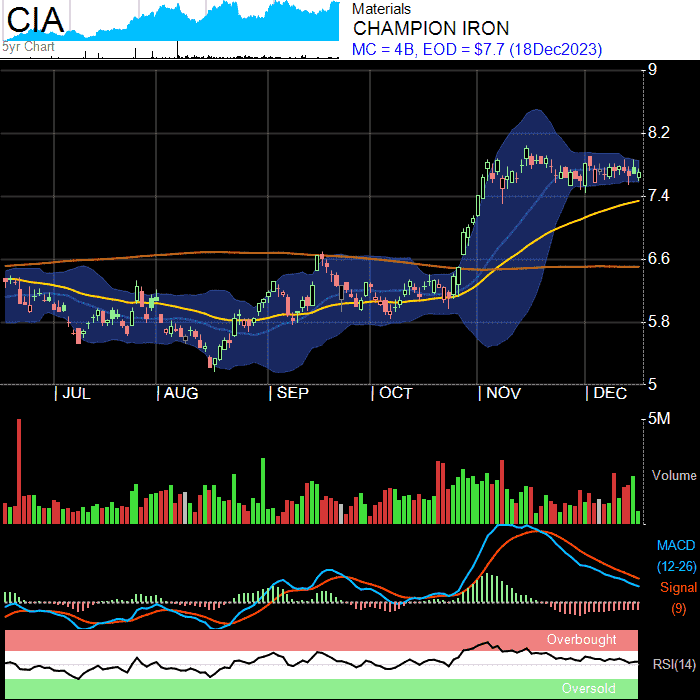 CIA
5yr Chart
Materials
CHAMPION IRON
MC = 4B, EOD = $7.7 (18Dec2023)
9
8.2
7.4
6.6
5.8
5
JUL
AUG
SEP
OCT
NOV
DEC
5M
Volume
MACD
(12-26)
Signal
(9)
Overbought
RSI(14)
Oversold